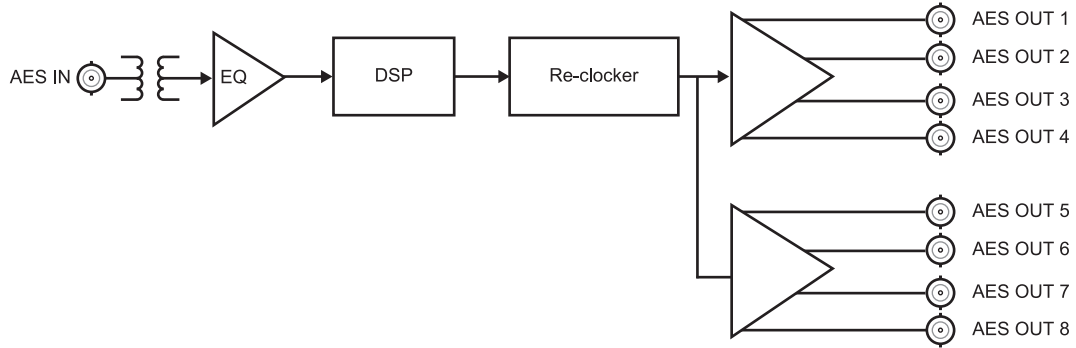 AES IN
EQ
DSP
Re-clocker
AES OUT 1
AES OUT 2
AES OUT 3
AES OUT 4
AES OUT 5
AES OUT 6
AES OUT 7
AES OUT 8